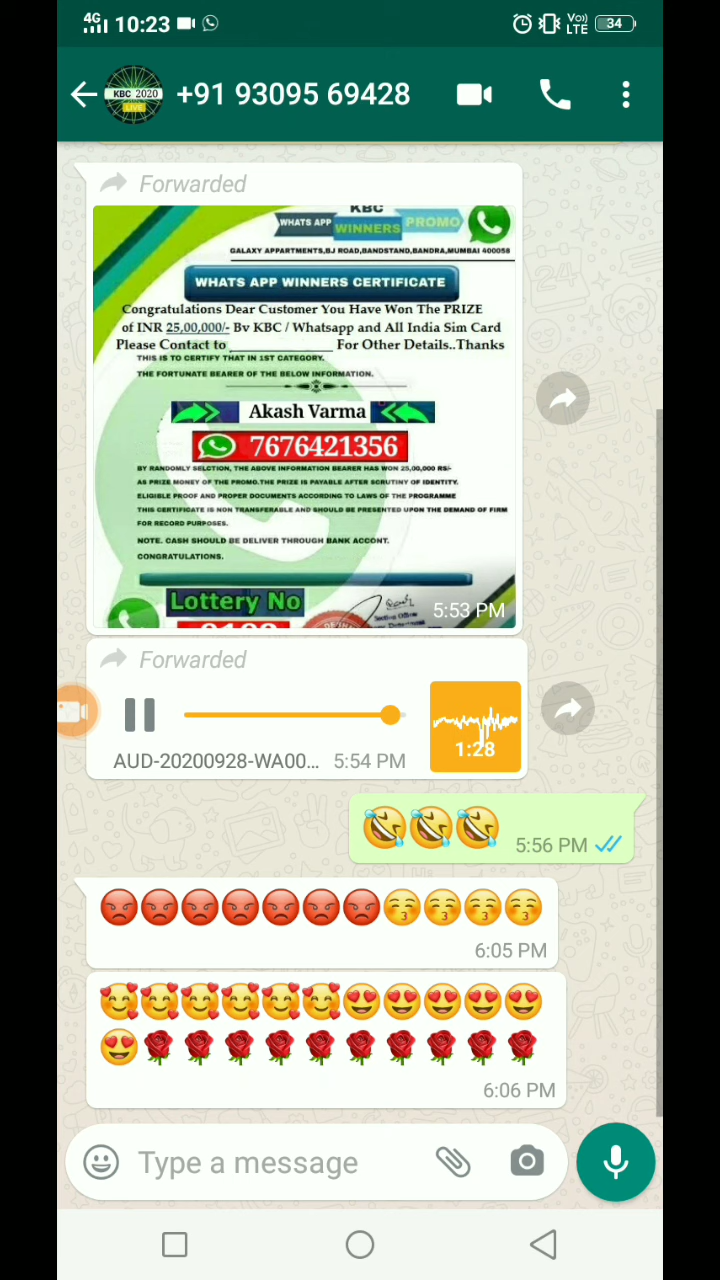 4G 10:23 Vo)) LTE 34
KBC 2020 LIVE +91 93095 69428
Forwarded
KBC
WHATS APP WINNERS PROMO
GALAXY APPARTMENTS,BJ ROAD,BANDSTAND,BANDRA,MUMBAI 400058
WHATS APP WINNERS CERTIFICATE
Congratulations Dear Customer You Have Won The PRIZE
of INR 25,00,000/- By KBC / Whatsapp and All India Sim Card
Please Contact to ______________ For Other Details..Thanks
THIS IS TO CERTIFY THAT IN 1ST CATEGORY.
THE FORTUNATE BEARER OF THE BELOW INFORMATION.
Akash Varma
7676421356
BY RANDOMLY SELCTION, THE ABOVE INFORMATION BEARER HAS WON 25,00,000 RS/-
AS PRIZE MONEY OF THE PROMO.THE PRIZE IS PAYABLE AFTER SCRUTINY OF IDENTITY.
ELIGIBLE PROOF AND PROPER DOCUMENTS ACCORDING TO LAWS OF THE PROGRAMME
THIS CERTIFICATE IS NON TRANSFERABLE AND SHOULD BE PRESENTED UPON THE DEMAND OF FIRM
FOR RECORD PURPOSES.
NOTE. CASH SHOULD BE DELIVER THROUGH BANK ACCONT.
CONGRATULATIONS.
Lottery No
5:53 PM
Forwarded
1:28
AUD-20200928-WA00... 5:54 PM
🤣🤣🤣 5:56 PM
😡😡😡😡😡😡😡😚😚😚😚
6:05 PM
🥰🥰🥰🥰🥰🥰😍😍😍😍😍
😍🌹🌹🌹🌹🌹🌹🌹🌹🌹🌹
6:06 PM
Type a message